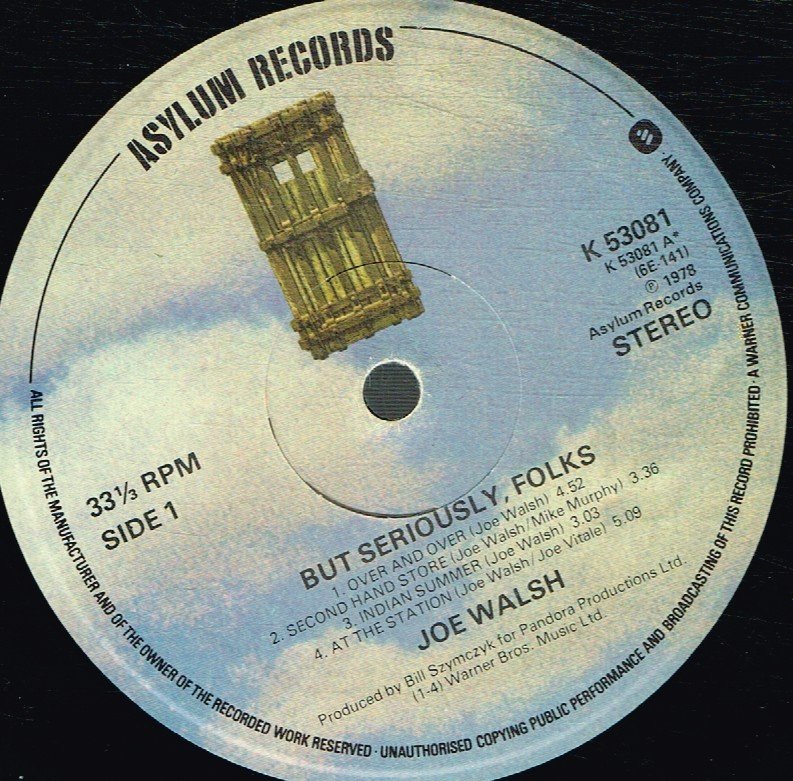 ASYLUM RECORDS
K 53081
K 53081 A*
(6E-141)
℗ 1978
Asylum Records
STEREO
33⅓ RPM
SIDE 1
BUT SERIOUSLY, FOLKS
1. OVER AND OVER (Joe Walsh) 4.52
2. SECOND HAND STORE (Joe Walsh/Mike Murphy) 3.36
3. INDIAN SUMMER (Joe Walsh) 3.03
4. AT THE STATION (Joe Walsh/ Joe Vitale) 5.09
JOE WALSH
Produced by Bill Szymczyk for Pandora Productions Ltd.
(1-4) Warner Bros. Music Ltd.
ALL RIGHTS OF THE MANUFACTURER AND OF THE OWNER OF THE RECORDED WORK RESERVED · UNAUTHORISED COPYING PUBLIC PERFORMANCE AND BROADCASTING OF THIS RECORD PROHIBITED · A WARNER COMMUNICATIONS COMPANY ·